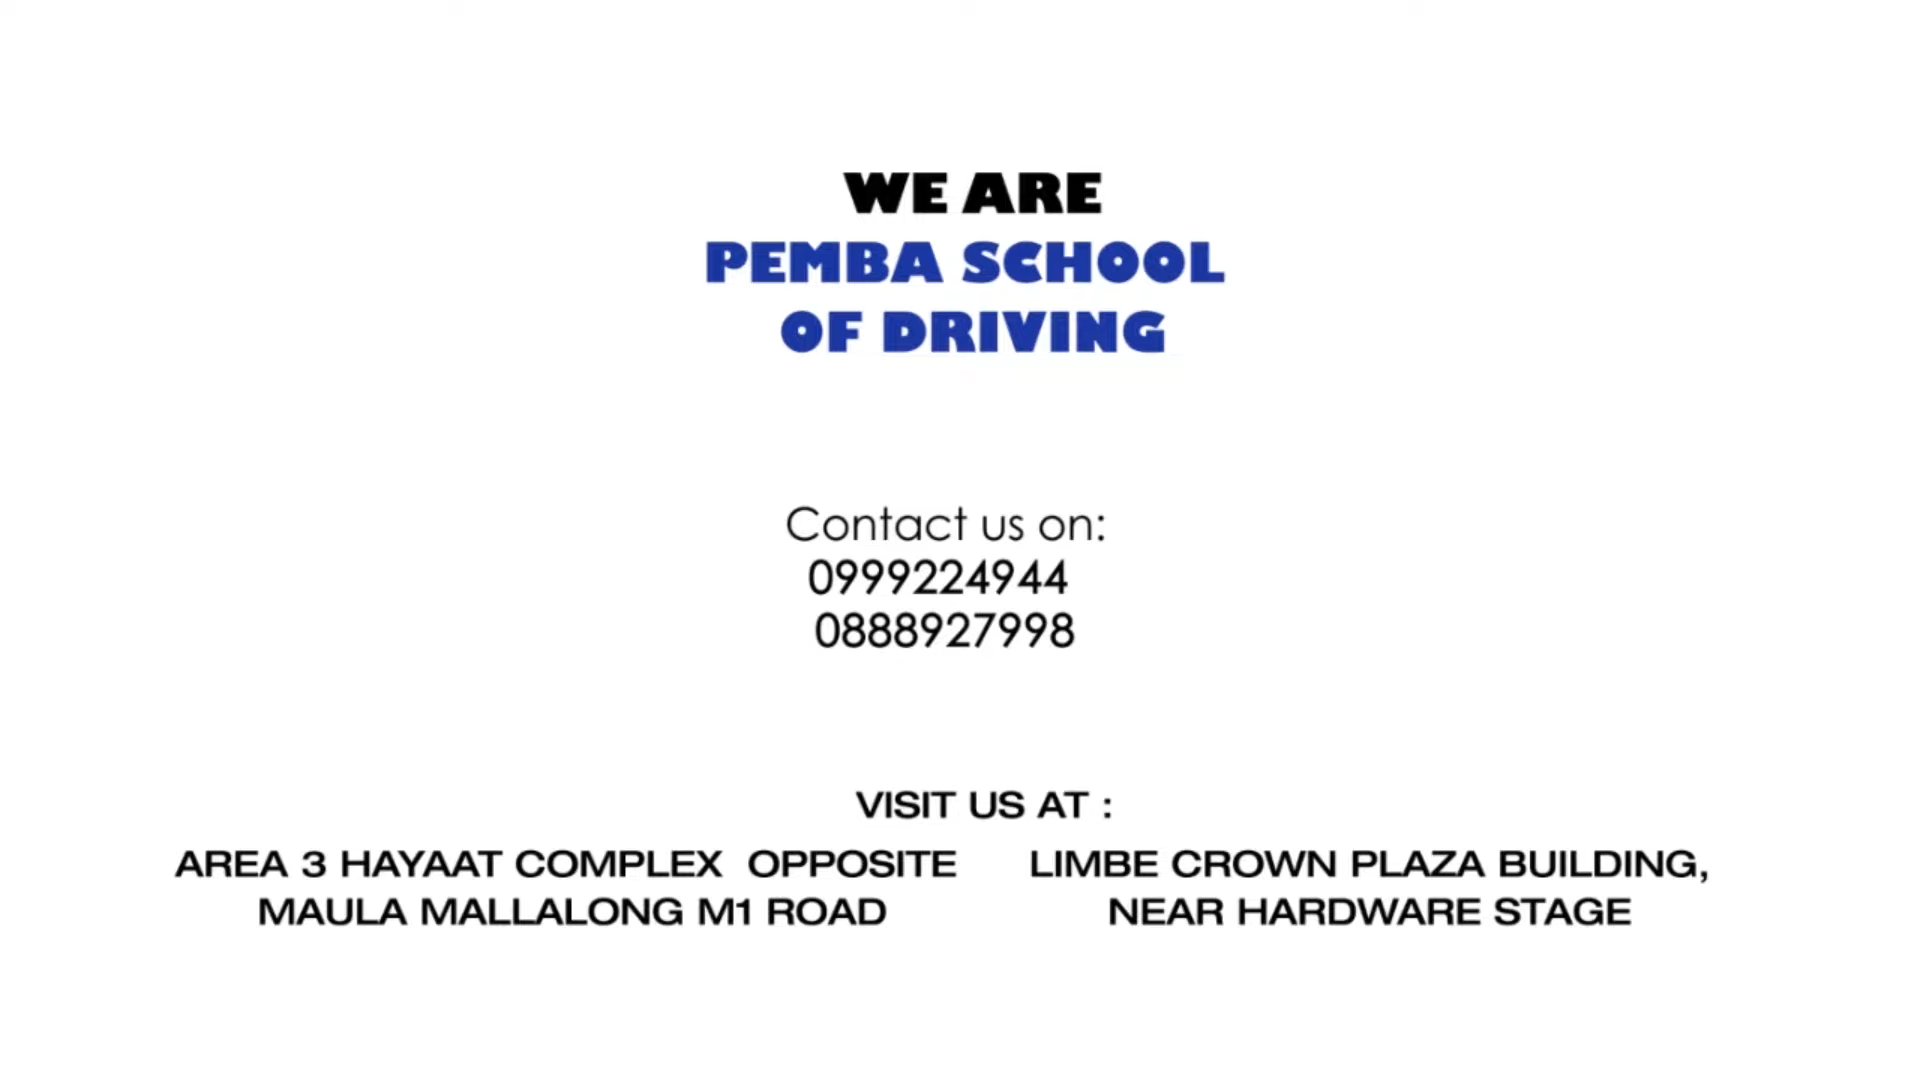 WE ARE
PEMBA SCHOOL
OF DRIVING
Contact us on:
0999224944
0888927998
VISIT US AT :
AREA 3 HAYAAT COMPLEX OPPOSITE
MAULA MALLALONG M1 ROAD
LIMBE CROWN PLAZA BUILDING,
NEAR HARDWARE STAGE